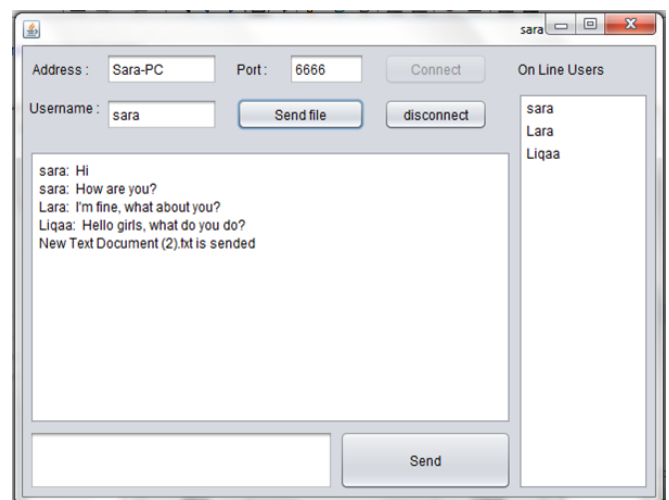 sara
Address : Sara-PC Port : 6666 Connect On Line Users
Username : sara Send file disconnect
sara
Lara
Liqaa
sara: Hi
sara: How are you?
Lara: I'm fine, what about you?
Liqaa: Hello girls, what do you do?
New Text Document (2).txt is sended
Send